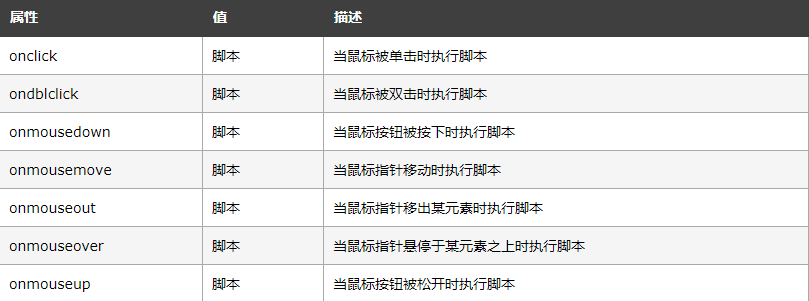 属性 值 描述
onclick 脚本 当鼠标被单击时执行脚本
ondblclick 脚本 当鼠标被双击时执行脚本
onmousedown 脚本 当鼠标按钮被按下时执行脚本
onmousemove 脚本 当鼠标指针移动时执行脚本
onmouseout 脚本 当鼠标指针移出某元素时执行脚本
onmouseover 脚本 当鼠标指针悬停于某元素之上时执行脚本
onmouseup 脚本 当鼠标按钮被松开时执行脚本